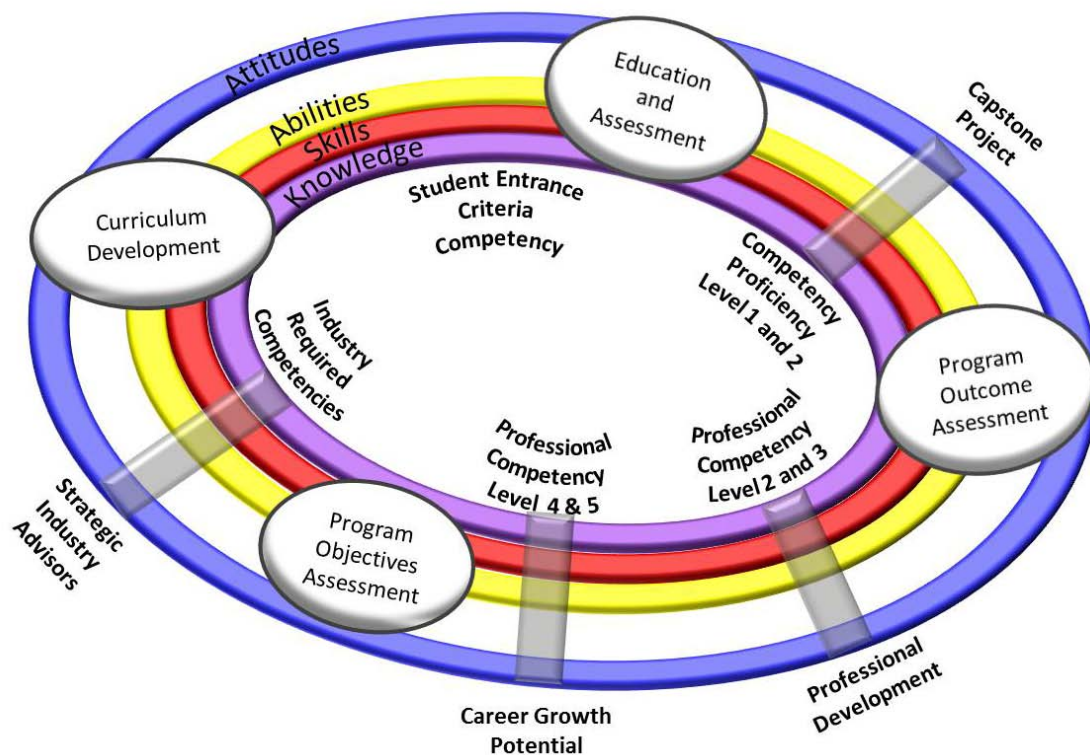 Attitudes
Abilities
Skills
Knowledge
Education
and
Assessment
Capstone
Project
Curriculum
Development
Student Entrance
Criteria
Competency
Competency
Proficiency
Level 1 and 2
Industry
Required
Competencies
Program
Outcome
Assessment
Professional
Competency
Level 4 & 5
Professional
Competency
Level 2 and 3
Strategic
Industry
Advisors
Program
Objectives
Assessment
Professional
Development
Career Growth
Potential